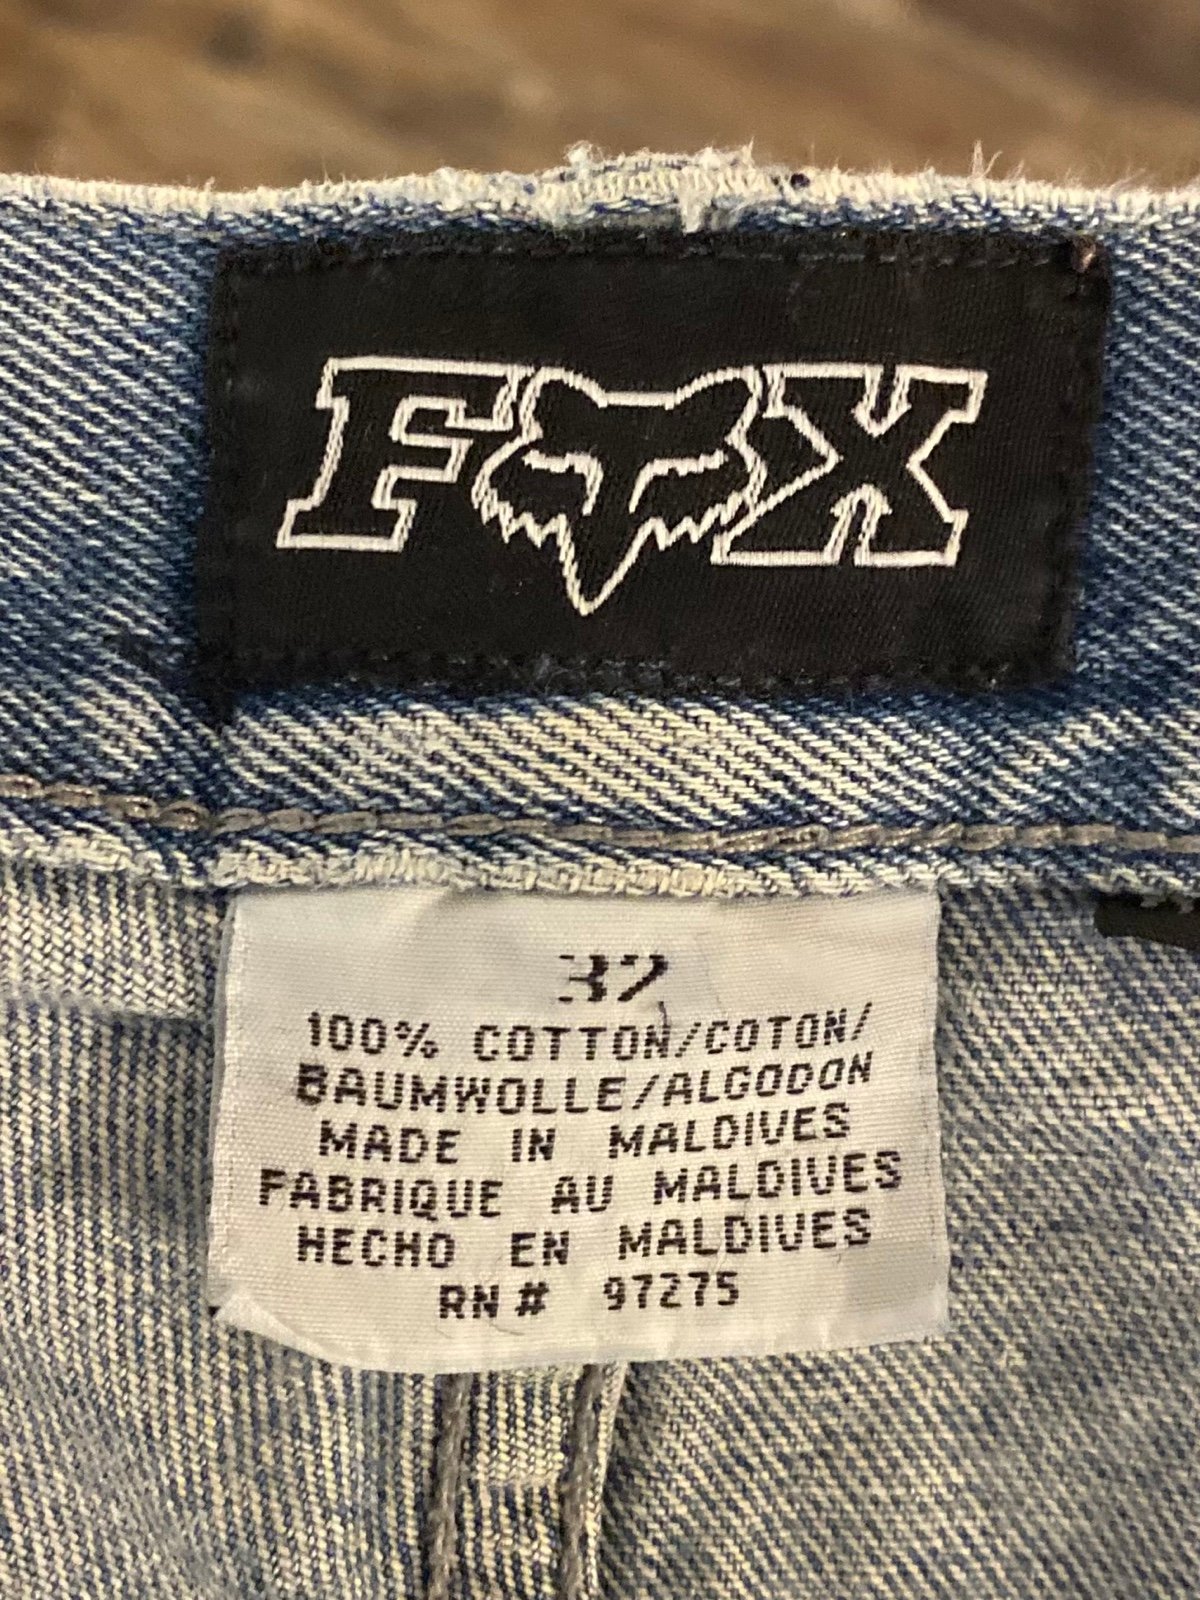 FOX
32
100% COTTON/COTON/
BAUMWOLLE/ALGODON
MADE IN MALDIVES
FABRIQUE AU MALDIVES
HECHO EN MALDIVES
RN # 97275